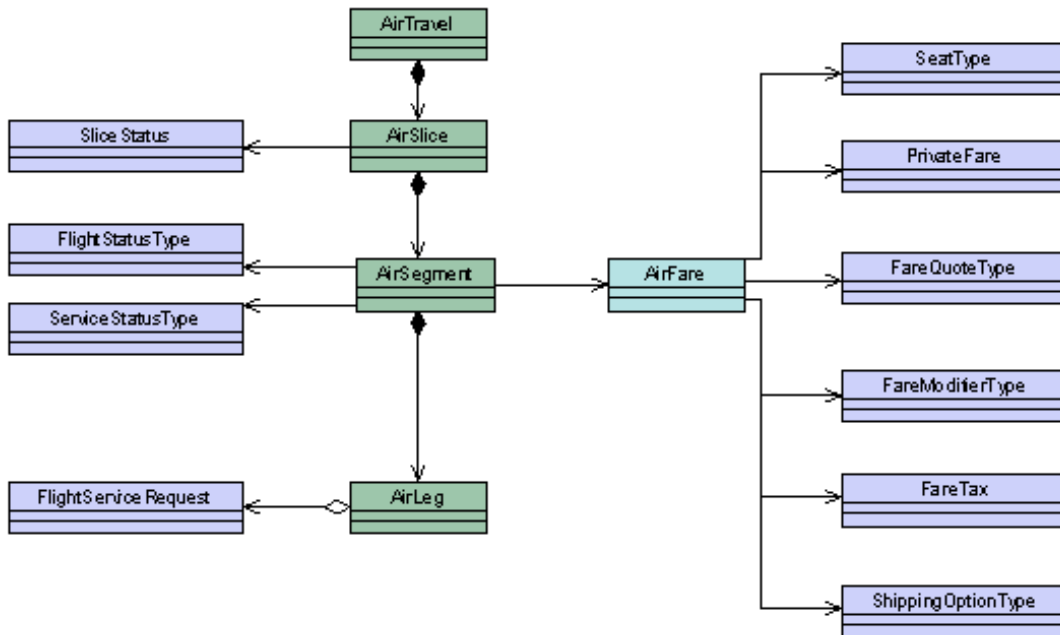 AirTravel
SeatType
Slice Status
AirSlice
PrivateFare
FlightStatusType
AirSegment
AirFare
FareQuoteType
ServiceStatusType
FareModifierType
FlightService Request
AirLeg
FareTax
ShippingOptionType